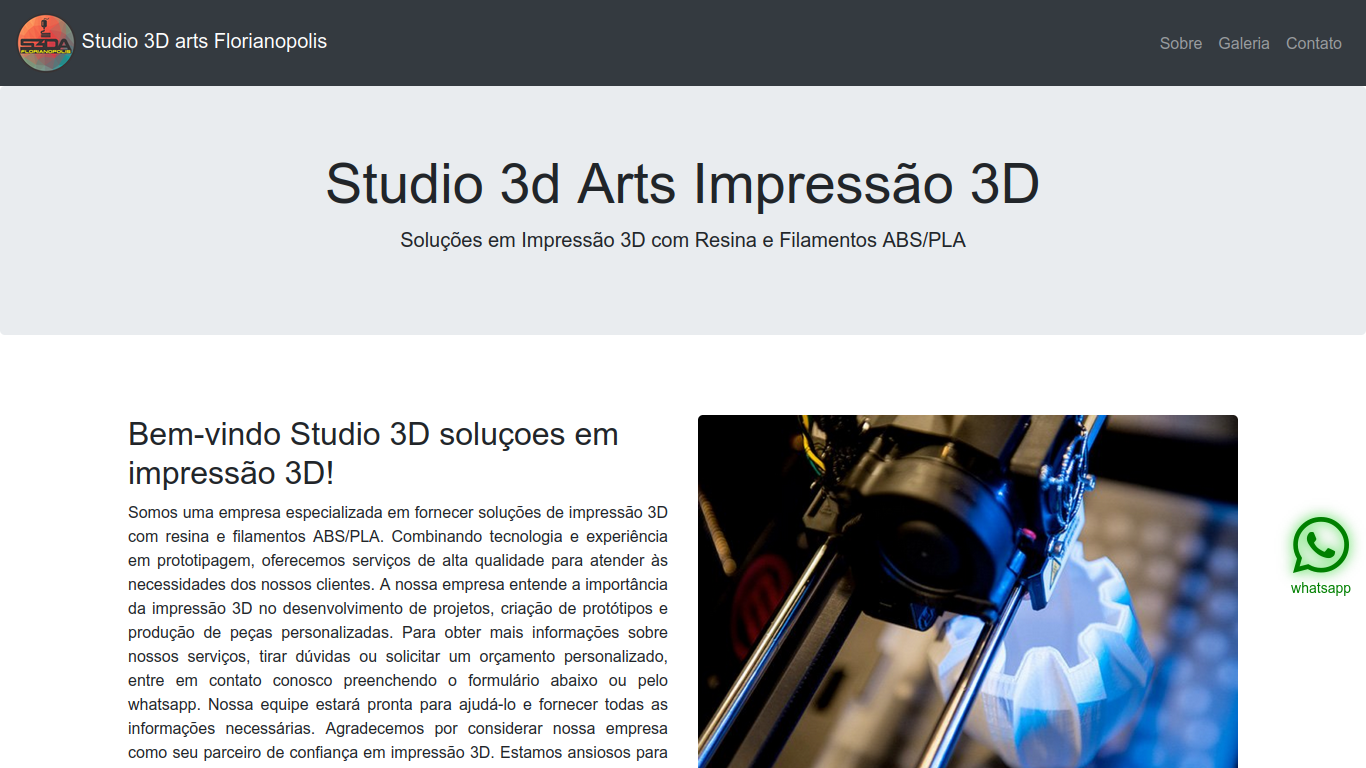 S3DA
FLORIANOPOLIS
Studio 3D arts Florianopolis
Sobre Galeria Contato
Studio 3d Arts Impressão 3D
Soluções em Impressão 3D com Resina e Filamentos ABS/PLA
Bem-vindo Studio 3D soluçoes em
impressão 3D!
Somos uma empresa especializada em fornecer soluções de impressão 3D
com resina e filamentos ABS/PLA. Combinando tecnologia e experiência
em prototipagem, oferecemos serviços de alta qualidade para atender às
necessidades dos nossos clientes. A nossa empresa entende a importância
da impressão 3D no desenvolvimento de projetos, criação de protótipos e
produção de peças personalizadas. Para obter mais informações sobre
nossos serviços, tirar dúvidas ou solicitar um orçamento personalizado,
entre em contato conosco preenchendo o formulário abaixo ou pelo
whatsapp. Nossa equipe estará pronta para ajudá-lo e fornecer todas as
informações necessárias. Agradecemos por considerar nossa empresa
como seu parceiro de confiança em impressão 3D. Estamos ansiosos para
whatsapp